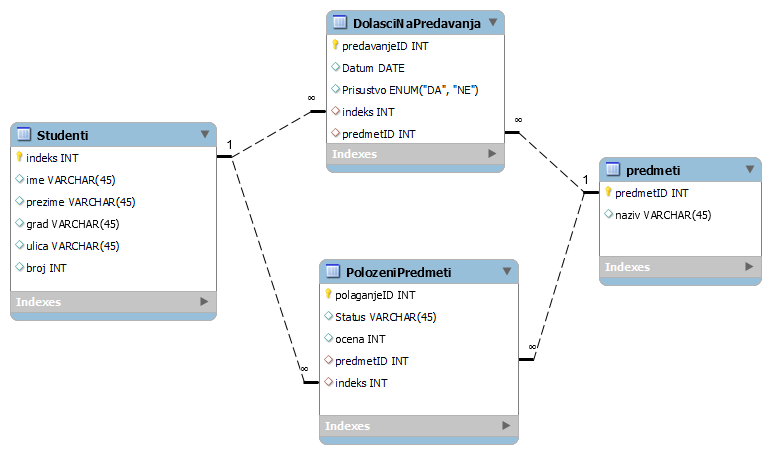 DolasciNaPredavanja
predavanjeID INT
Datum DATE
Prisustvo ENUM("DA", "NE")
indeks INT
predmetID INT
Indexes
∞
∞
Studenti
indeks INT
ime VARCHAR(45)
prezime VARCHAR(45)
grad VARCHAR(45)
ulica VARCHAR(45)
broj INT
Indexes
1
predmeti
predmetID INT
naziv VARCHAR(45)
Indexes
1
PolozeniPredmeti
polaganjeID INT
Status VARCHAR(45)
ocena INT
predmetID INT
indeks INT
Indexes
∞
∞